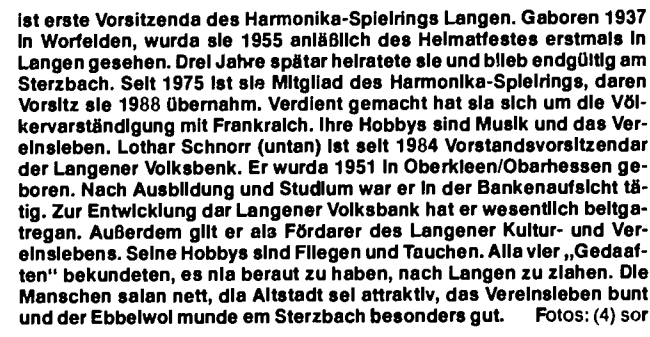 ist erste Vorsitzenda des Harmonika-Spielrings Langen. Gaboren 1937
in Worfelden, wurda sie 1955 anläßlich des Heimatfestes erstmals in
Langen gesehen. Drei Jahre spätar heiratete sie und blieb endgültig am
Sterzbach. Seit 1975 ist sie Mitgliad des Harmonika-Spielrings, daren
Vorsitz sie 1988 übernahm. Verdient gemacht hat sia sich um die Völ-
kervarständigung mit Frankraich. Ihre Hobbys sind Musik und das Ver-
einsleben. Lothar Schnorr (untan) ist seit 1984 Vorstandsvorsitzendar
der Langener Volksbenk. Er wurda 1951 in Oberkleen/Obarhessen ge-
boren. Nach Ausbildung und Studium war er in der Bankenaufsicht tä-
tig. Zur Entwicklung dar Langener Volksbank hat er wesentlich beitga-
tregan. Außerdem gilt er als Fördarer des Langener Kultur- und Ver-
einslebens. Seine Hobbys sind Fliegen und Tauchen. Alla vier „Gedaaf-
ten“ bekundeten, es nia beraut zu haben, nach Langen zu ziahen. Die
Manschen saian nett, dia Altstadt sei attraktiv, das Vereinsleben bunt
und der Ebbelwoi munde em Sterzbach besonders gut. Fotos: (4) sor